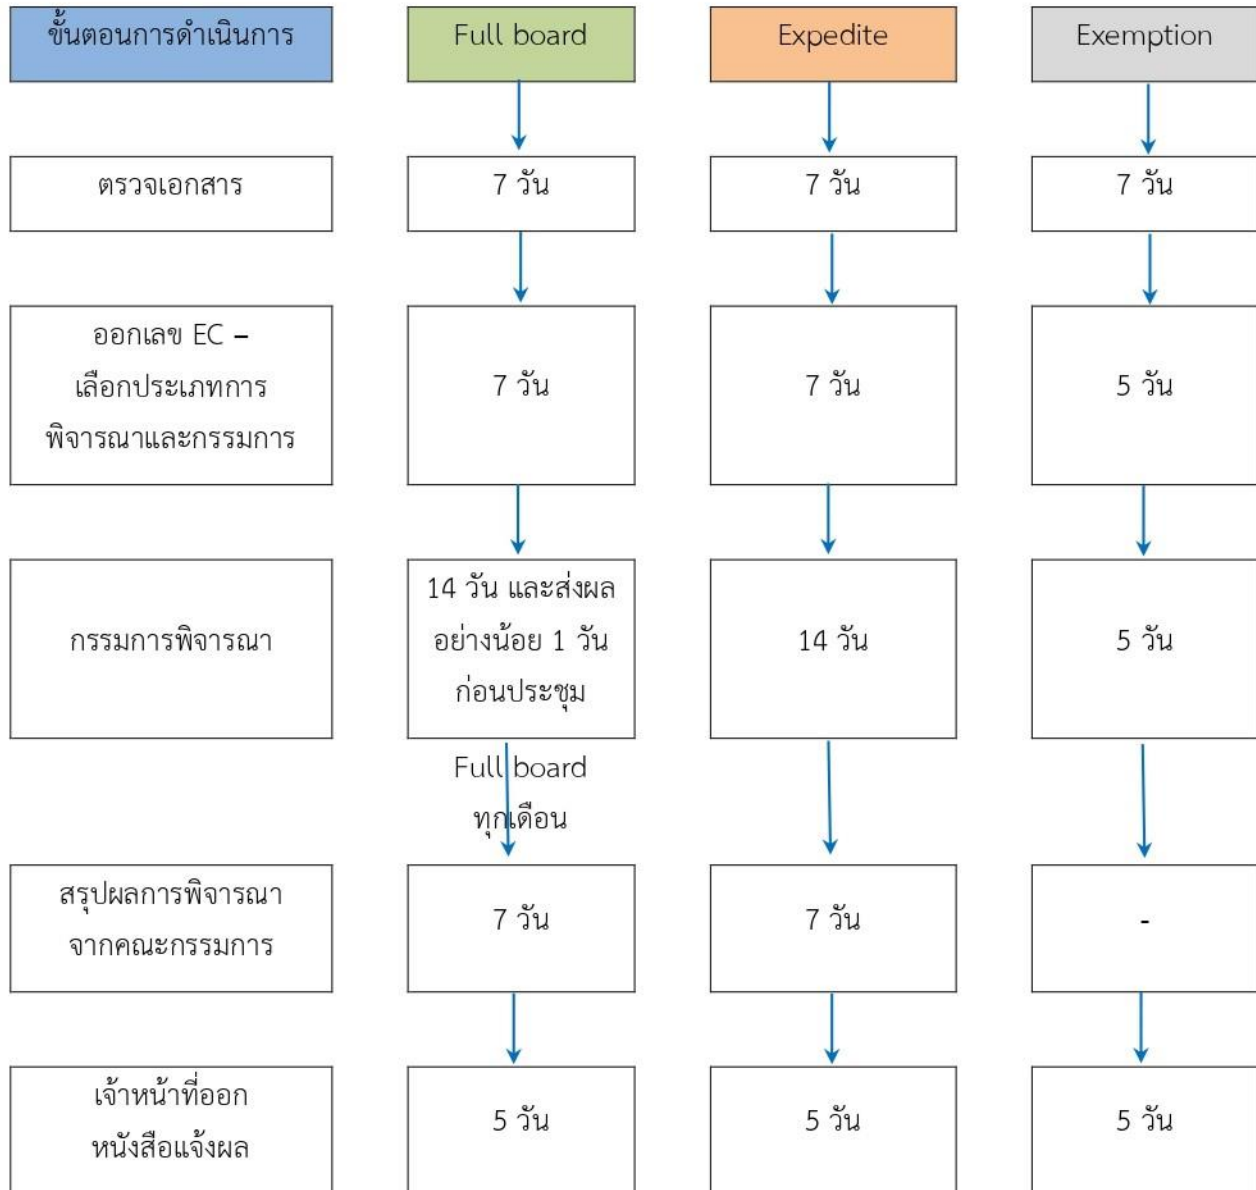 ขั้นตอนการดำเนินการ
Full board
Expedite
Exemption
ตรวจเอกสาร
7 วัน
7 วัน
7 วัน
ออกเลข EC –
เลือกประเภทการ
พิจารณาและกรรมการ
7 วัน
7 วัน
5 วัน
กรรมการพิจารณา
14 วัน และส่งผล
อย่างน้อย 1 วัน
ก่อนประชุม
14 วัน
5 วัน
Full board
ทุกเดือน
สรุปผลการพิจารณา
จากคณะกรรมการ
7 วัน
7 วัน
-
เจ้าหน้าที่ออก
หนังสือแจ้งผล
5 วัน
5 วัน
5 วัน